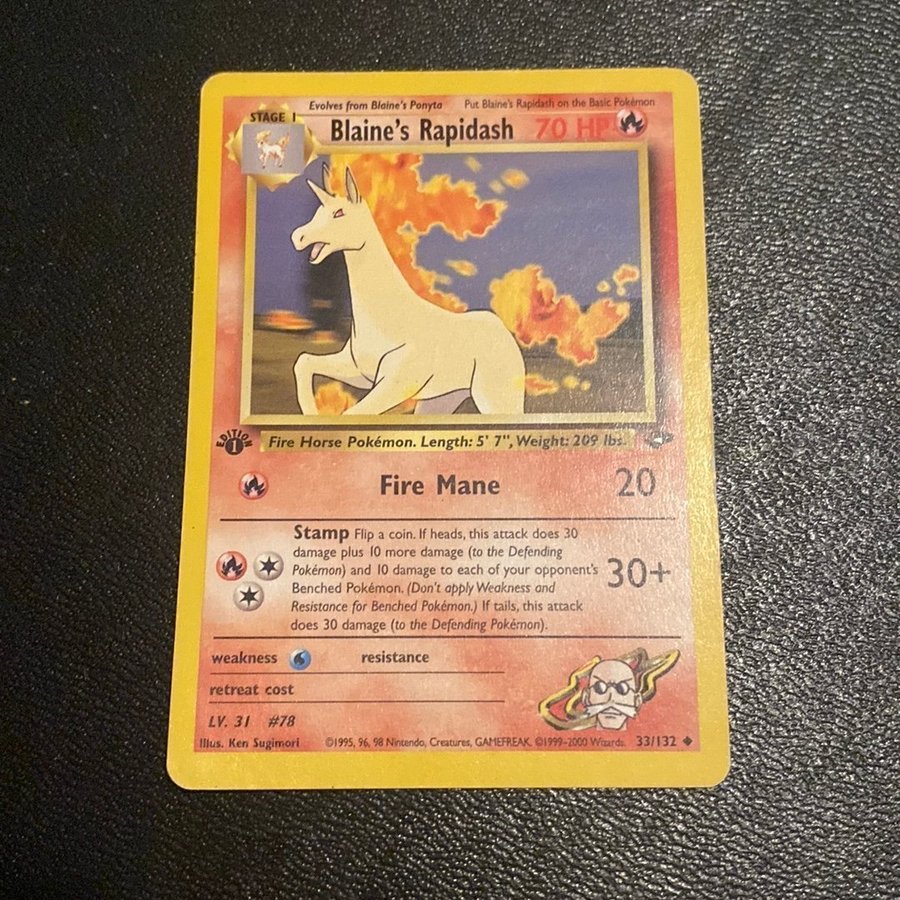 Evolves from Blaine's Ponyta Put Blaine's Rapidash on the Basic Pokémon
STAGE 1
Blaine's Rapidash 70 HP
EDITION
1
Fire Horse Pokémon. Length: 5' 7", Weight: 209 lbs.
Fire Mane 20
Stamp Flip a coin. If heads, this attack does 30
damage plus 10 more damage (to the Defending
Pokémon) and 10 damage to each of your opponent's
Benched Pokémon. (Don't apply Weakness and
Resistance for Benched Pokémon.) If tails, this attack
does 30 damage (to the Defending Pokémon).
30+
weakness resistance
retreat cost
LV. 31 #78
Illus. Ken Sugimori ©1995, 96, 98 Nintendo, Creatures, GAMEFREAK. ©1999-2000 Wizards. 33/132